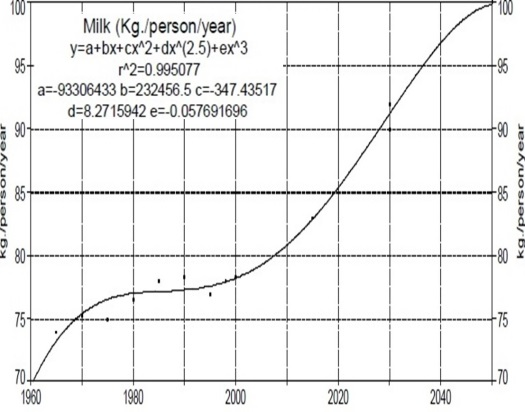 Milk (Kg./person/year)
y=a+bx+cx^2+dx^(2.5)+ex^3
r^2=0.995077
a=-93306433 b=232456.5 c=-347.43517
d=8.2715942 e=-0.057691696
100
95
90
85
80
75
70
kg./person/year
100
95
90
85
80
75
70
kg./person/year
1960
1980
2000
2020
2040